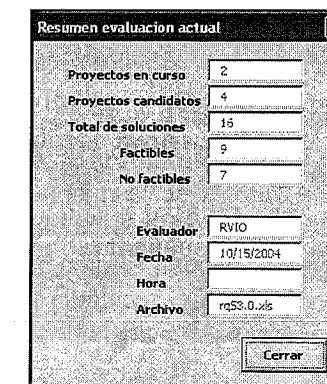 Resumen evaluacion actual
Proyectos en curso 2
Proyectos candidatos 4
Total de soluciones 16
Factibles 9
No factibles 7
Evaluador RVIO
Fecha 10/15/2004
Hora
Archivo rq53.0.xls
Cerrar